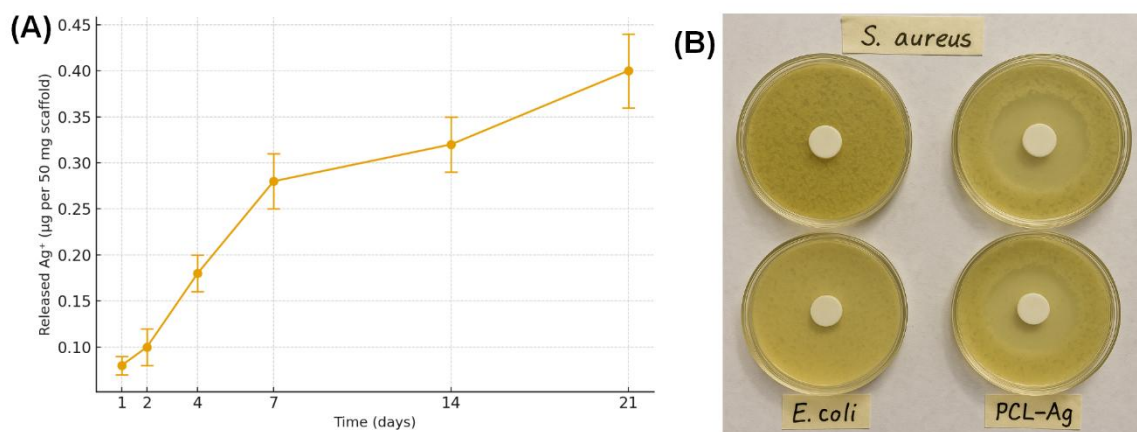 (A)
0.45
0.40
0.35
0.30
0.25
0.20
0.15
0.10
Released Ag⁺ (µg per 50 mg scaffold)
1 2 4 7 14 21
Time (days)
(B)
S. aureus
E. coli
PCL–Ag